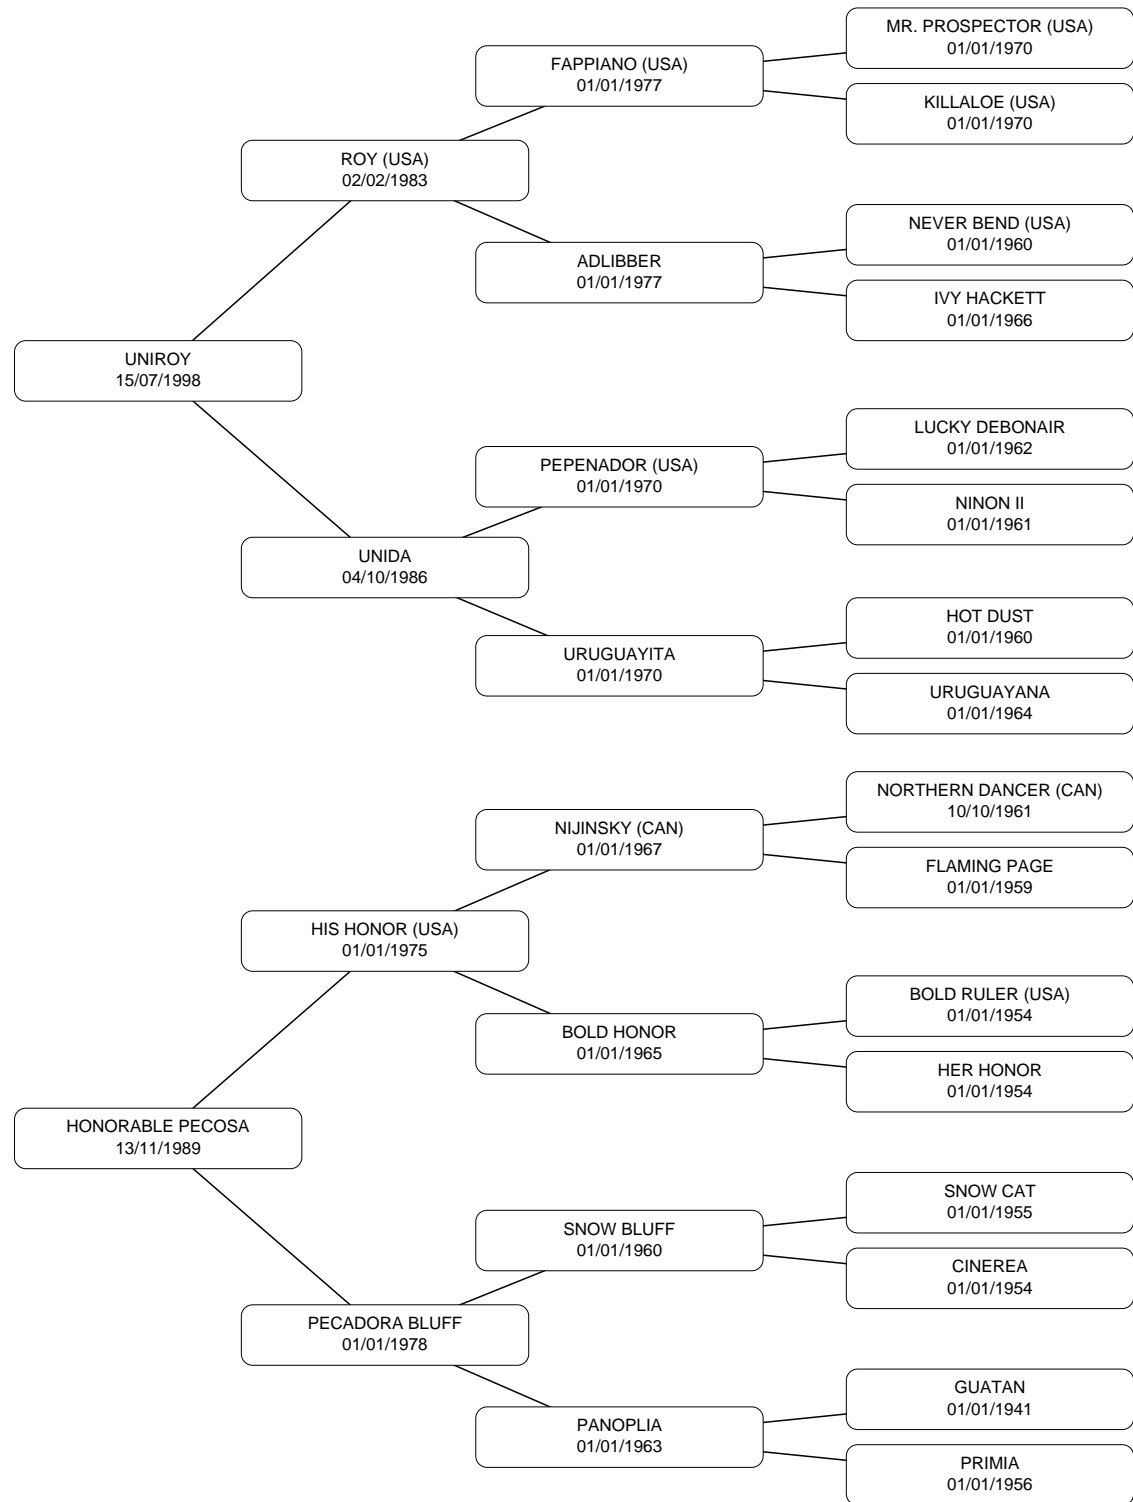 MR. PROSPECTOR (USA)
01/01/1970
FAPPIANO (USA)
01/01/1977
KILLALOE (USA)
01/01/1970
ROY (USA)
02/02/1983
NEVER BEND (USA)
01/01/1960
ADLIBBER
01/01/1977
IVY HACKETT
01/01/1966
UNIROY
15/07/1998
LUCKY DEBONAIR
01/01/1962
PEPENADOR (USA)
01/01/1970
NINON II
01/01/1961
UNIDA
04/10/1986
HOT DUST
01/01/1960
URUGUAYITA
01/01/1970
URUGUAYANA
01/01/1964
NORTHERN DANCER (CAN)
10/10/1961
NIJINSKY (CAN)
01/01/1967
FLAMING PAGE
01/01/1959
HIS HONOR (USA)
01/01/1975
BOLD RULER (USA)
01/01/1954
BOLD HONOR
01/01/1965
HER HONOR
01/01/1954
HONORABLE PECOSA
13/11/1989
SNOW CAT
01/01/1955
SNOW BLUFF
01/01/1960
CINEREA
01/01/1954
PECADORA BLUFF
01/01/1978
GUATAN
01/01/1941
PANOPLIA
01/01/1963
PRIMIA
01/01/1956